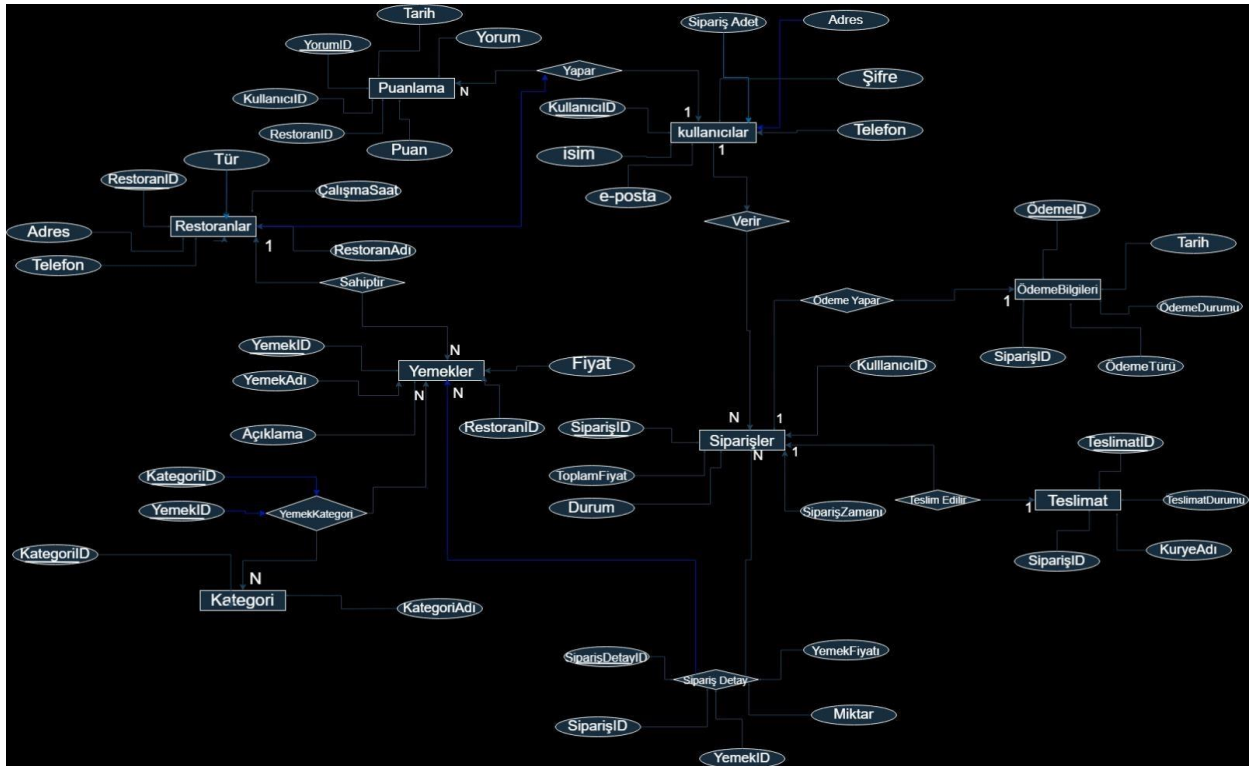 Tarih
Sipariş Adet
Adres
YorumID
Yorum
Yapar
Şifre
Puanlama
N
KullanıcıID
KullanıcıID
1
RestoranID
Puan
kullanıcılar
Telefon
1
isim
Tür
RestoranID
ÇalışmaSaat
e-posta
Restoranlar
Verir
ÖdemeID
Adres
1
RestoranAdı
Tarih
Telefon
Sahiptir
Ödeme Yapar
ÖdemeBilgileri
1
ÖdemeDurumu
YemekID
N
Fiyat
SiparişID
ÖdemeTürü
Yemekler
KulllanıcıID
YemekAdı
N
N
Açıklama
RestoranID
SiparişID
N
1
Siparişler
N
1
TeslimatID
KategoriID
ToplamFiyat
YemekID
YemekKategori
Durum
SiparişZamanı
Teslim Edilir
Teslimat
1
TeslimatDurumu
KategoriID
SiparişID
KuryeAdı
N
Kategori
KategoriAdı
SiparişDetayID
YemekFiyatı
Sipariş Detay
SiparişID
Miktar
YemekID